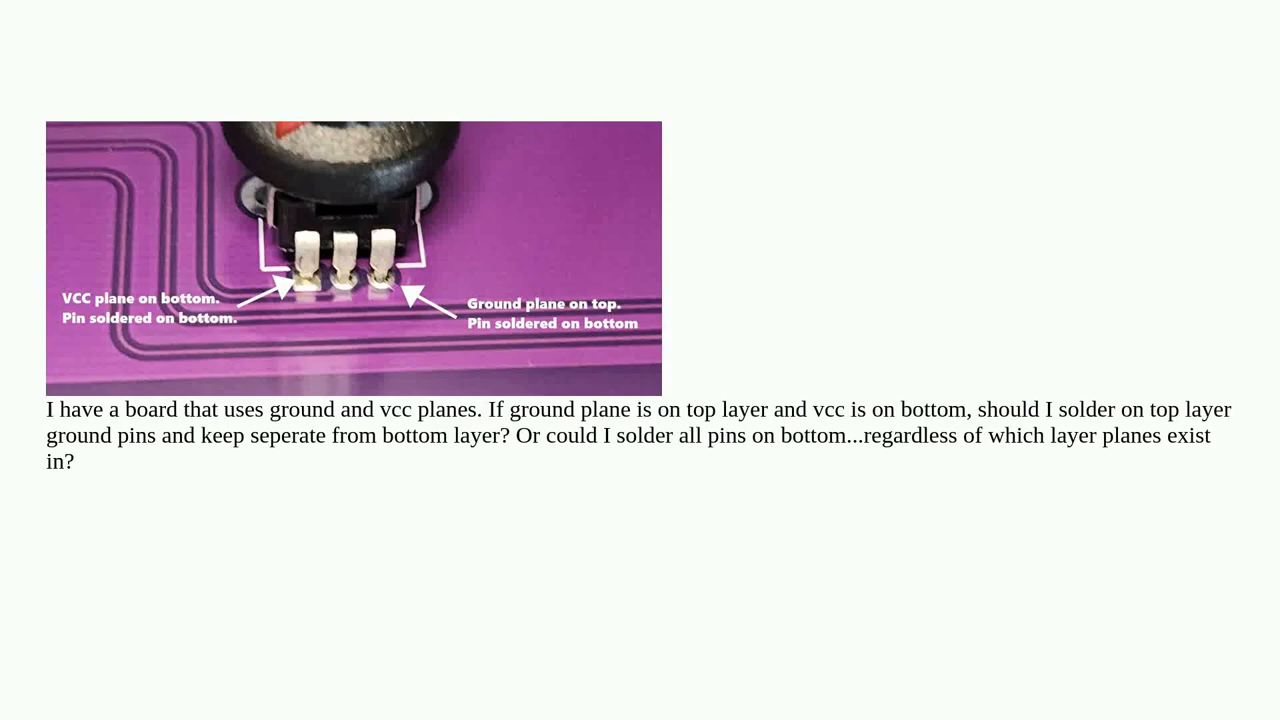 VCC plane on bottom.
Pin soldered on bottom.
Ground plane on top.
Pin soldered on bottom
I have a board that uses ground and vcc planes. If ground plane is on top layer and vcc is on bottom, should I solder on top layer
ground pins and keep seperate from bottom layer? Or could I solder all pins on bottom...regardless of which layer planes exist
in?